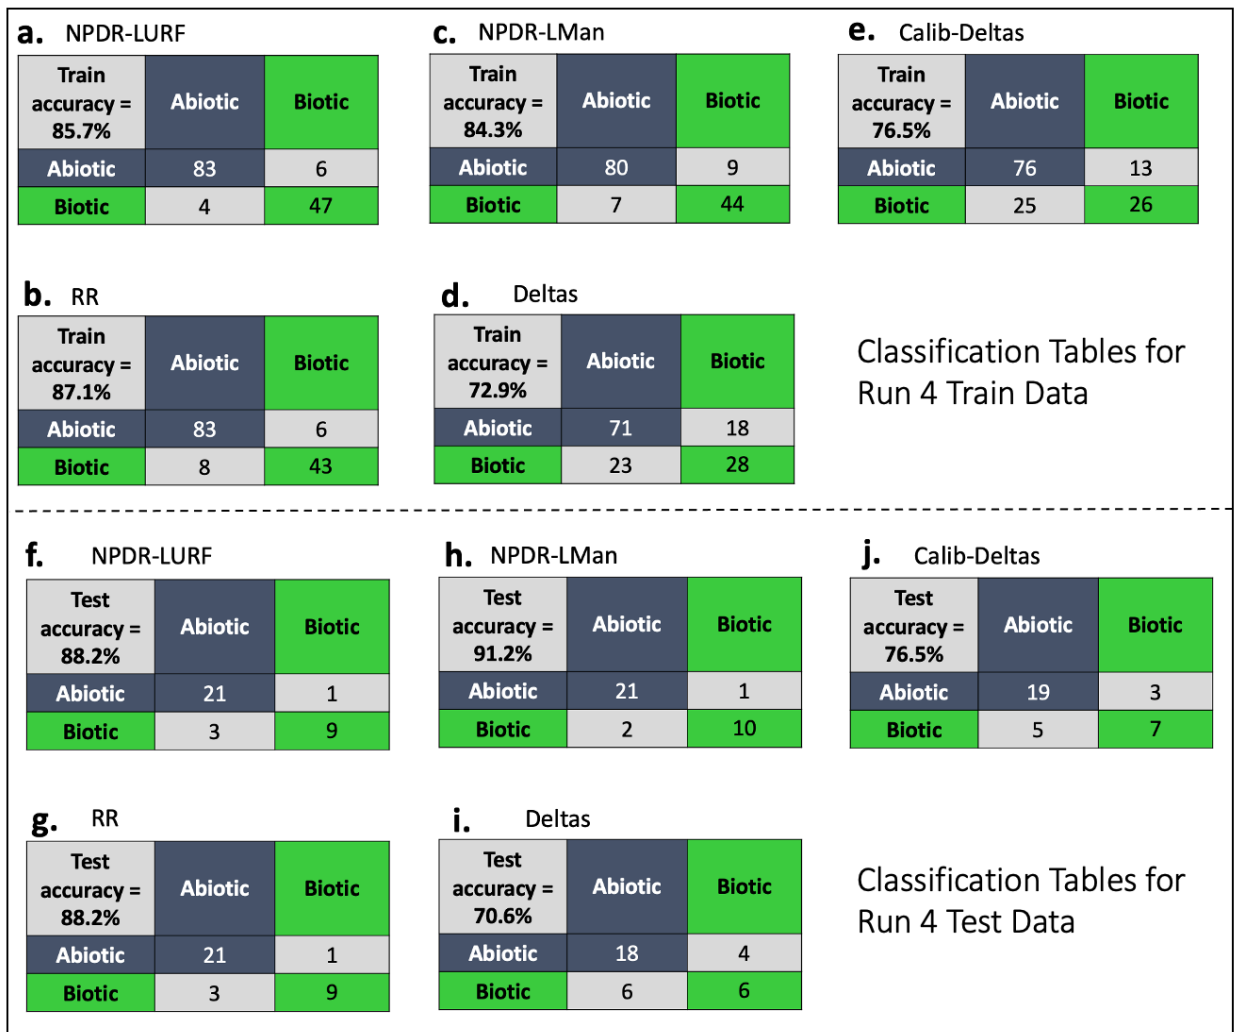 a. NPDR-LURF
Train
accuracy =
85.7%
Abiotic
Biotic
Abiotic 83 6
Biotic 4 47
c. NPDR-LMan
Train
accuracy =
84.3%
Abiotic
Biotic
Abiotic 80 9
Biotic 7 44
e. Calib-Deltas
Train
accuracy =
76.5%
Abiotic
Biotic
Abiotic 76 13
Biotic 25 26
b. RR
Train
accuracy =
87.1%
Abiotic
Biotic
Abiotic 83 6
Biotic 8 43
d. Deltas
Train
accuracy =
72.9%
Abiotic
Biotic
Abiotic 71 18
Biotic 23 28
Classification Tables for
Run 4 Train Data
f. NPDR-LURF
Test
accuracy =
88.2%
Abiotic
Biotic
Abiotic 21 1
Biotic 3 9
h. NPDR-LMan
Test
accuracy =
91.2%
Abiotic
Biotic
Abiotic 21 1
Biotic 2 10
j. Calib-Deltas
Test
accuracy =
76.5%
Abiotic
Biotic
Abiotic 19 3
Biotic 5 7
g. RR
Test
accuracy =
88.2%
Abiotic
Biotic
Abiotic 21 1
Biotic 3 9
i. Deltas
Test
accuracy =
70.6%
Abiotic
Biotic
Abiotic 18 4
Biotic 6 6
Classification Tables for
Run 4 Test Data